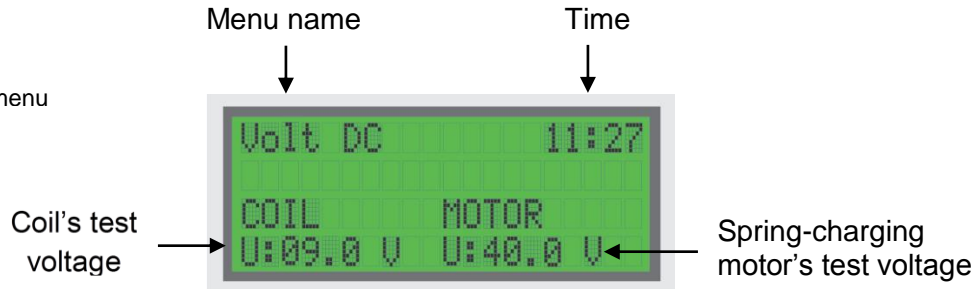 Menu name
Time
menu
Volt DC 11:27
COIL MOTOR
U:09.0 V U:40.0 V
Coil's test
voltage
Spring-charging
motor's test voltage